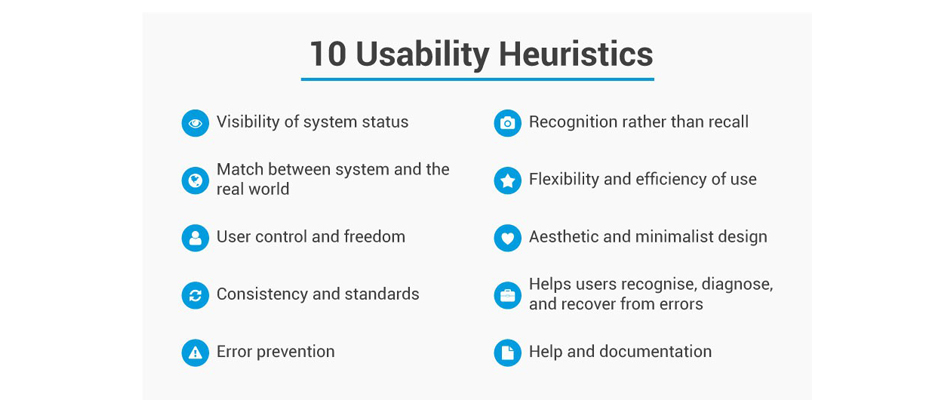 10 Usability Heuristics
Visibility of system status
Match between system and the
real world
User control and freedom
Consistency and standards
Error prevention
Recognition rather than recall
Flexibility and efficiency of use
Aesthetic and minimalist design
Helps users recognise, diagnose,
and recover from errors
Help and documentation